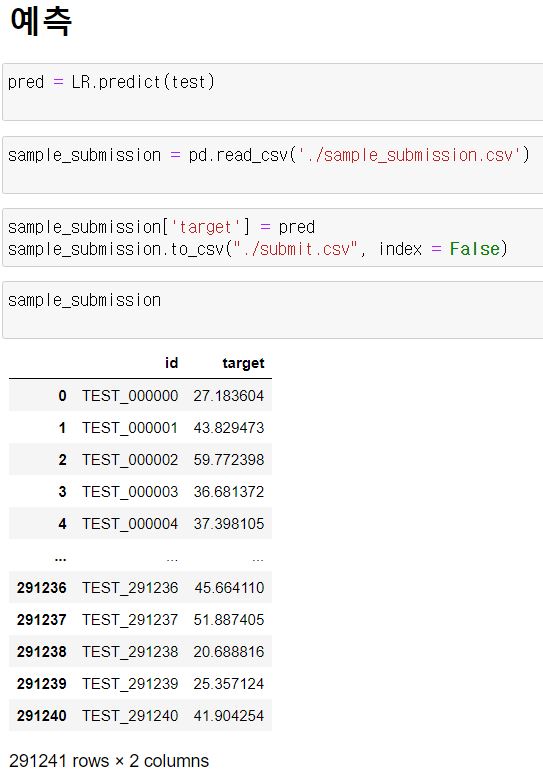 예측
pred = LR.predict(test)
sample_submission = pd.read_csv('./sample_submission.csv')
sample_submission['target'] = pred
sample_submission.to_csv("./submit.csv", index = False)
sample_submission
id target
0 TEST_000000 27.183604
1 TEST_000001 43.829473
2 TEST_000002 59.772398
3 TEST_000003 36.681372
4 TEST_000004 37.398105
... ... ...
291236 TEST_291236 45.664110
291237 TEST_291237 51.887405
291238 TEST_291238 20.688816
291239 TEST_291239 25.357124
291240 TEST_291240 41.904254
291241 rows × 2 columns